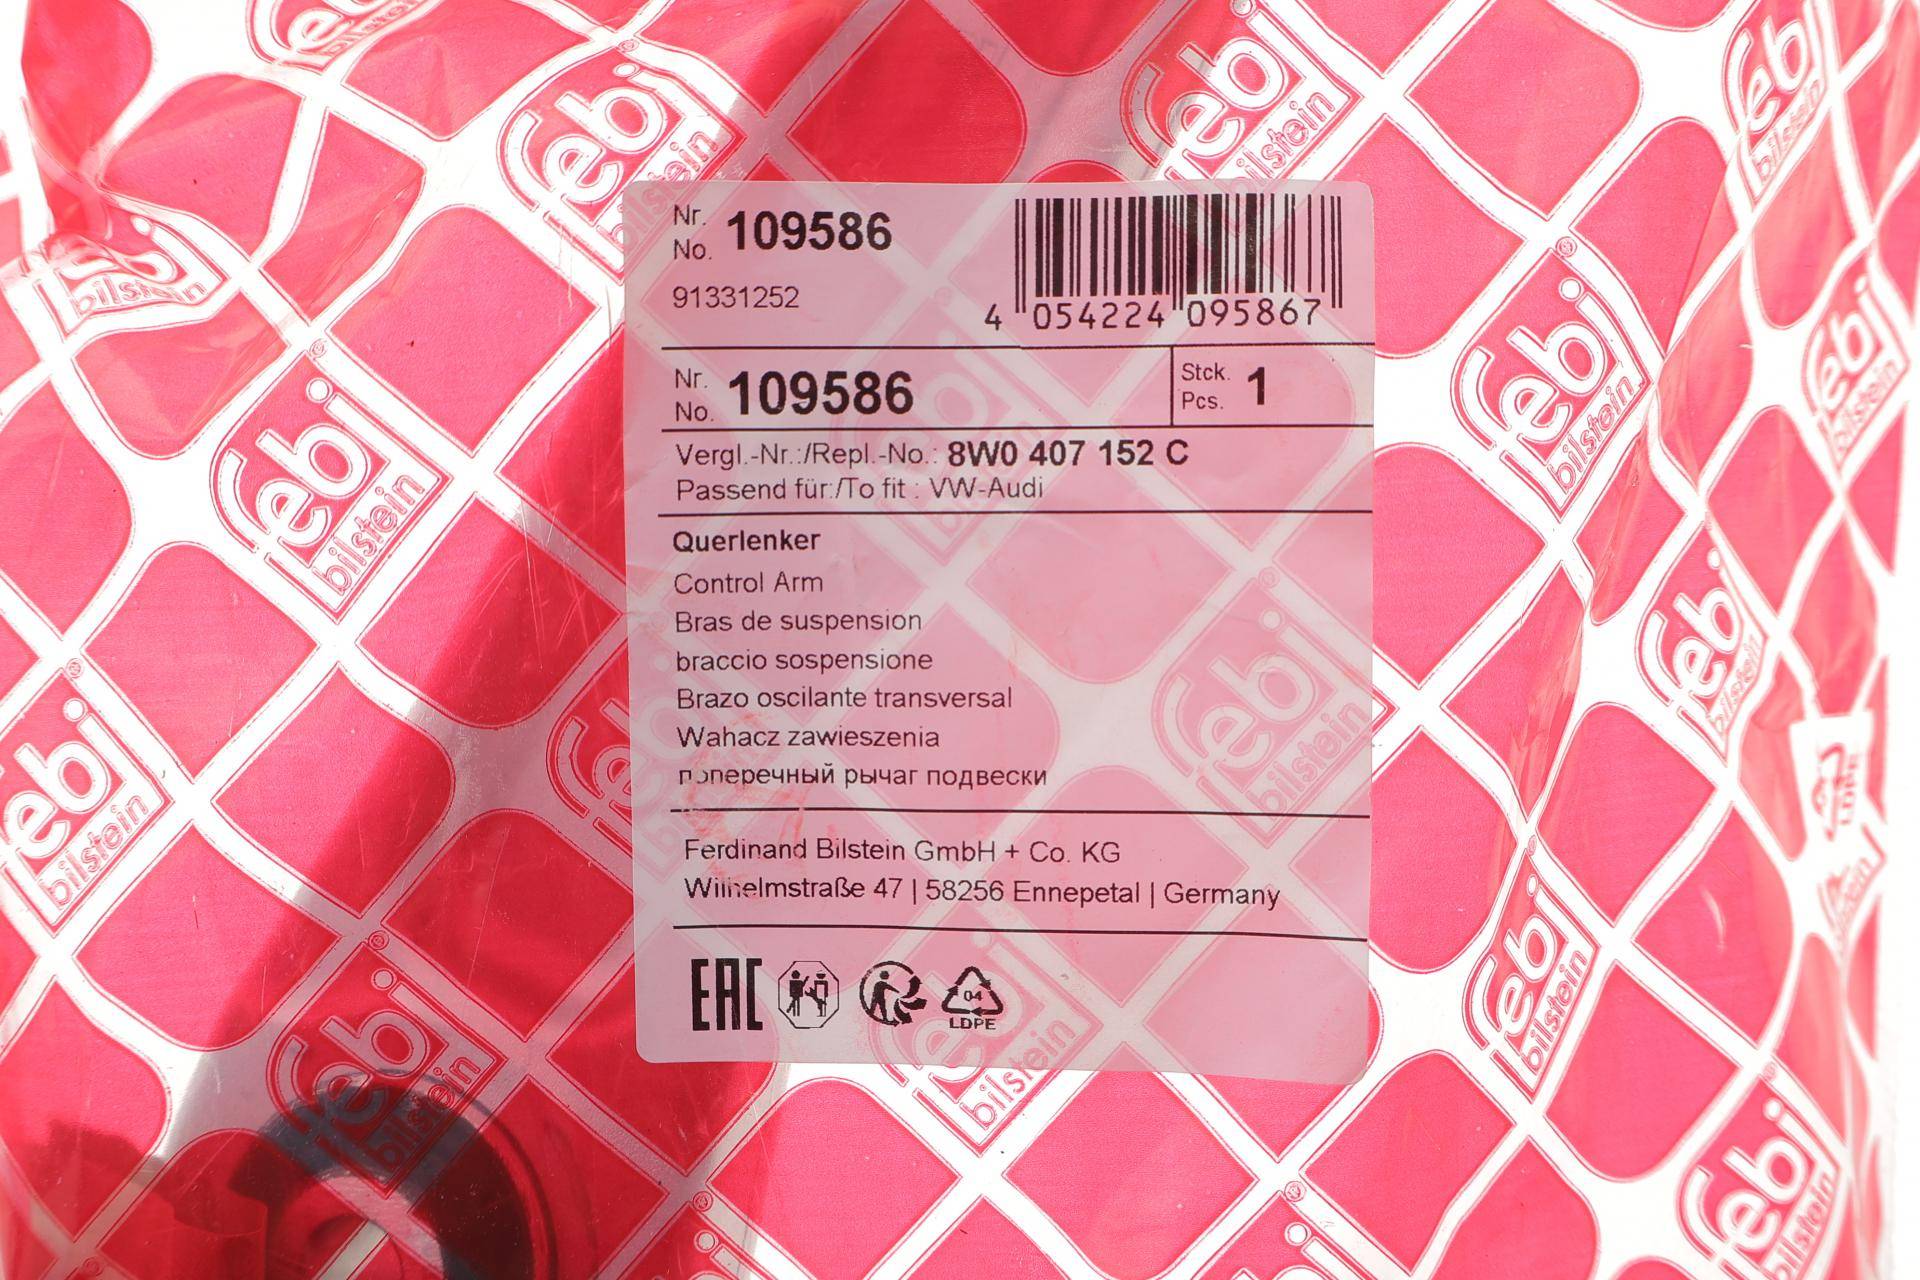 Nr. No. 109586
91331252
4 054224 095867
Nr. No. 109586
Stck. Pcs. 1
Vergl.-Nr.:/Repl.-No.: 8W0 407 152 C
Passend für:/To fit : VW-Audi
Querlenker
Control Arm
Bras de suspension
braccio sospensione
Brazo oscilante transversal
Wahacz zawieszenia
поперечный рычаг подвески
Ferdinand Bilstein GmbH + Co. KG
Wilhelmstraße 47 | 58256 Ennepetal | Germany
EAC
04
LDPE
febi
bilstein